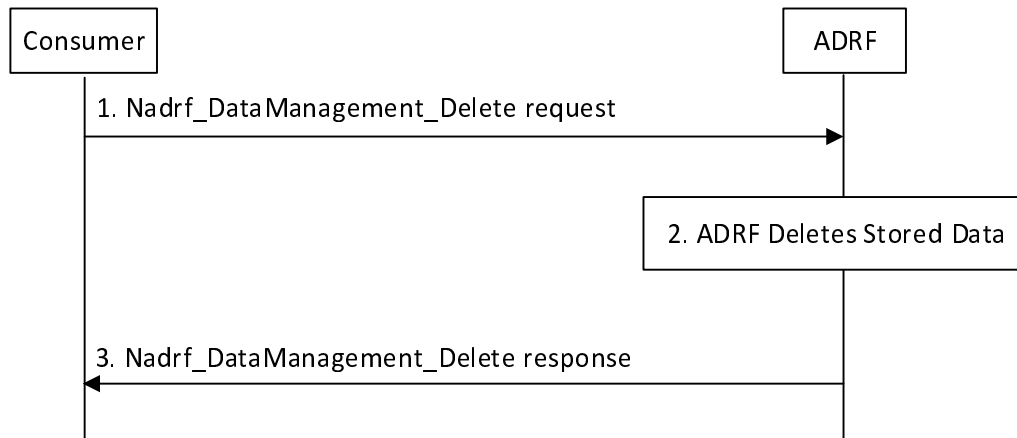 Consumer
ADRF
1. Nadrf_DataManagement_Delete request
2. ADRF Deletes Stored Data
3. Nadrf_DataManagement_Delete response